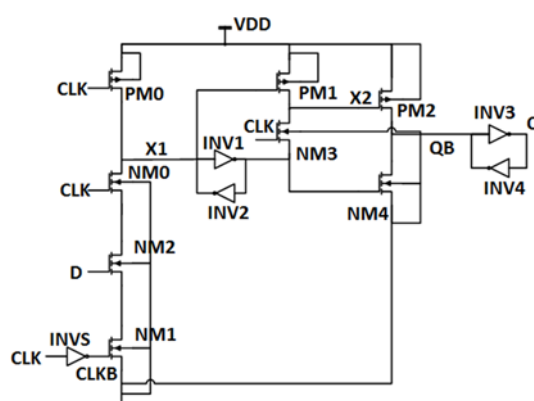 VDD
CLK
PM0
PM1
X2
PM2
INV3
Q
CLK
X1
INV1
NM3
QB
INV4
CLK
NM0
INV2
NM4
NM2
D
INVS
NM1
CLK
CLKB